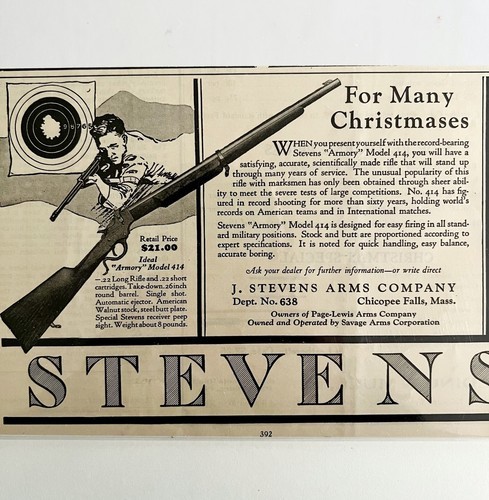 For Many
Christmases
WHEN you present yourself with the record-bearing
Stevens "Armory" Model 414, you will have a
satisfying, accurate, scientifically made rifle that will stand up
through many years of service. The unusual popularity of this
rifle with marksmen has only been obtained through sheer abil-
ity to meet the severe tests of large competitions. No. 414 has fig-
ured in record shooting for more than sixty years, holding world's
records on American teams and in International matches.
Stevens "Armory" Model 414 is designed for easy firing in all stand-
ard military positions. Stock and butt are proportioned according to
expert specifications. It is noted for quick handling, easy balance,
accurate boring.
Ask your dealer for further information—or write direct
J. STEVENS ARMS COMPANY
Dept. No. 638 Chicopee Falls, Mass.
Owners of Page-Lewis Arms Company
Owned and Operated by Savage Arms Corporation
Retail Price
$21.00
Ideal
"Armory" Model 414
—.22 Long Rifle and .22 short
cartridges. Take-down. 26 inch
round barrel. Single shot.
Automatic ejector. American
Walnut stock, steel butt plate.
Special Stevens receiver peep
sight. Weight about 8 pounds.
STEVENS
392